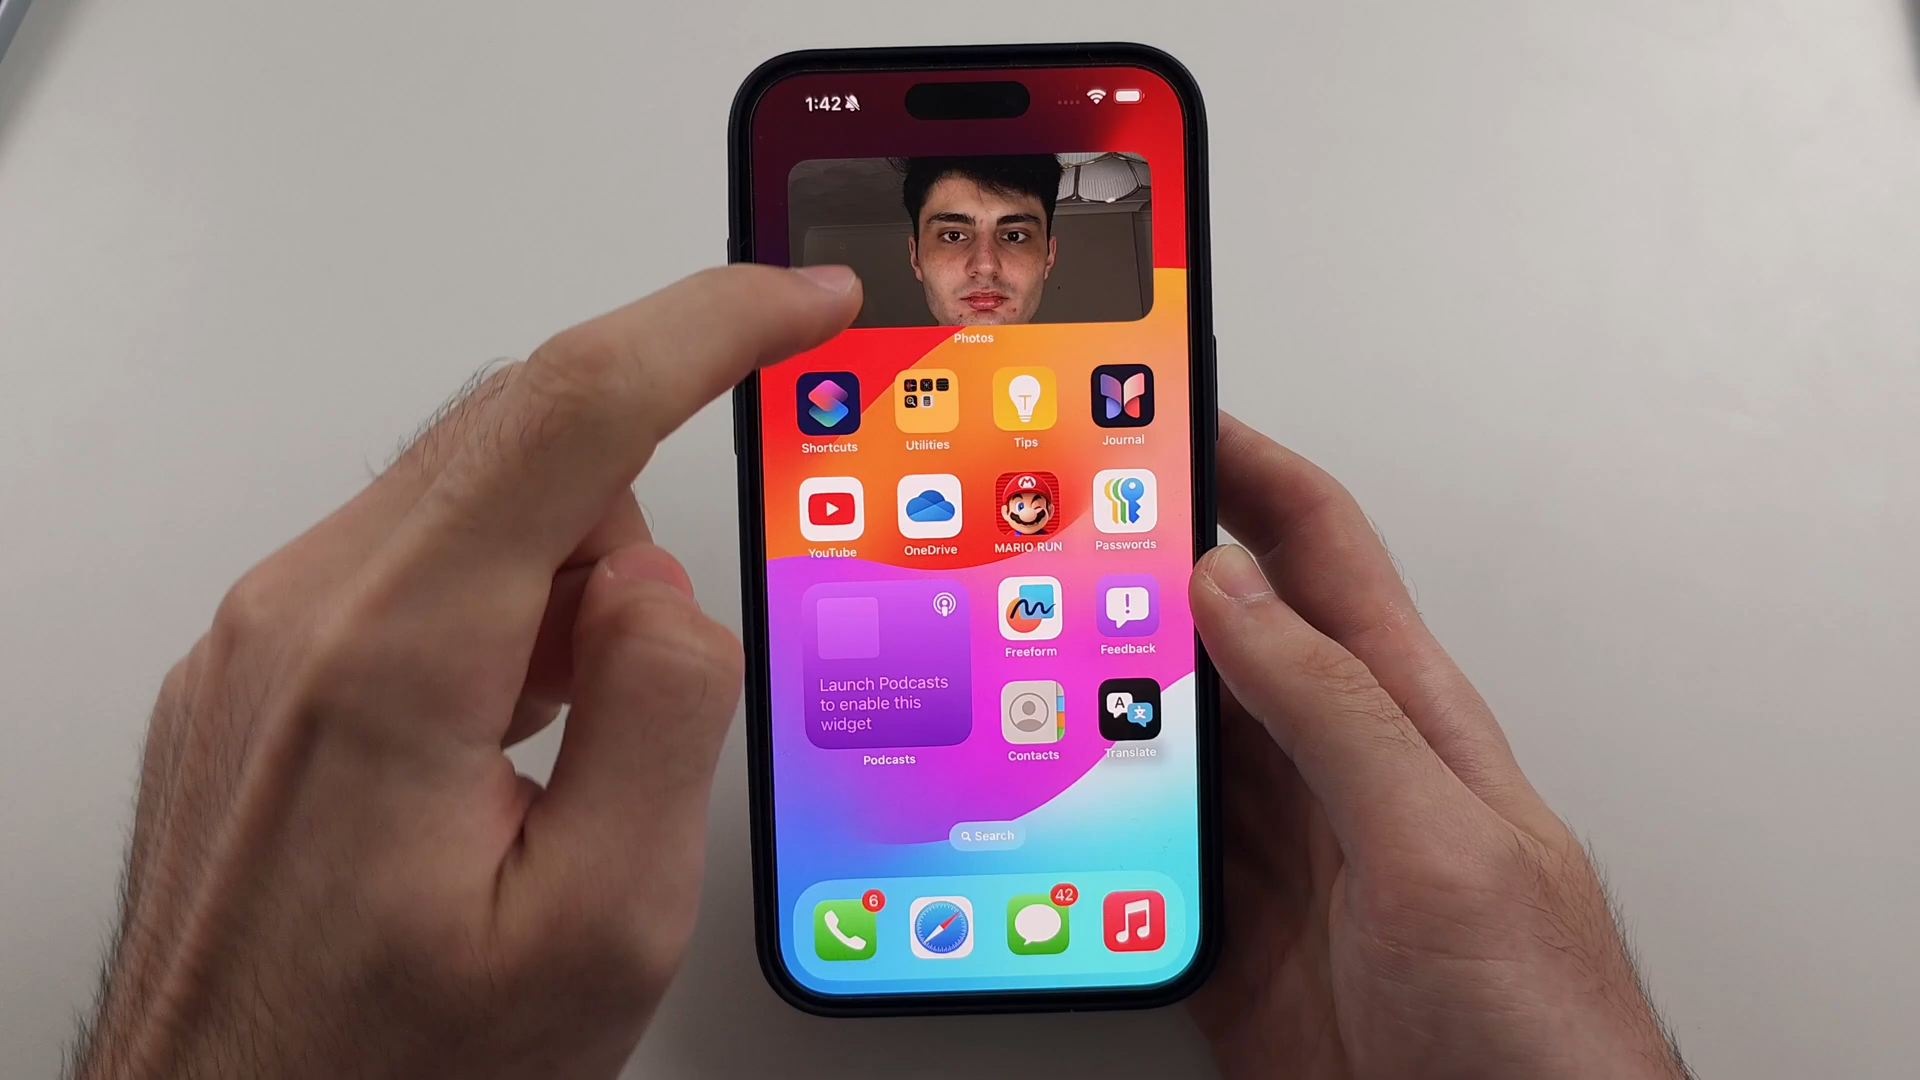 1:42
Photos
Shortcuts
Utilities
Tips
Journal
YouTube
OneDrive
MARIO RUN
Passwords
Launch Podcasts
to enable this
widget
Podcasts
Freeform
Feedback
Contacts
A 文
Translate
Search
6
42